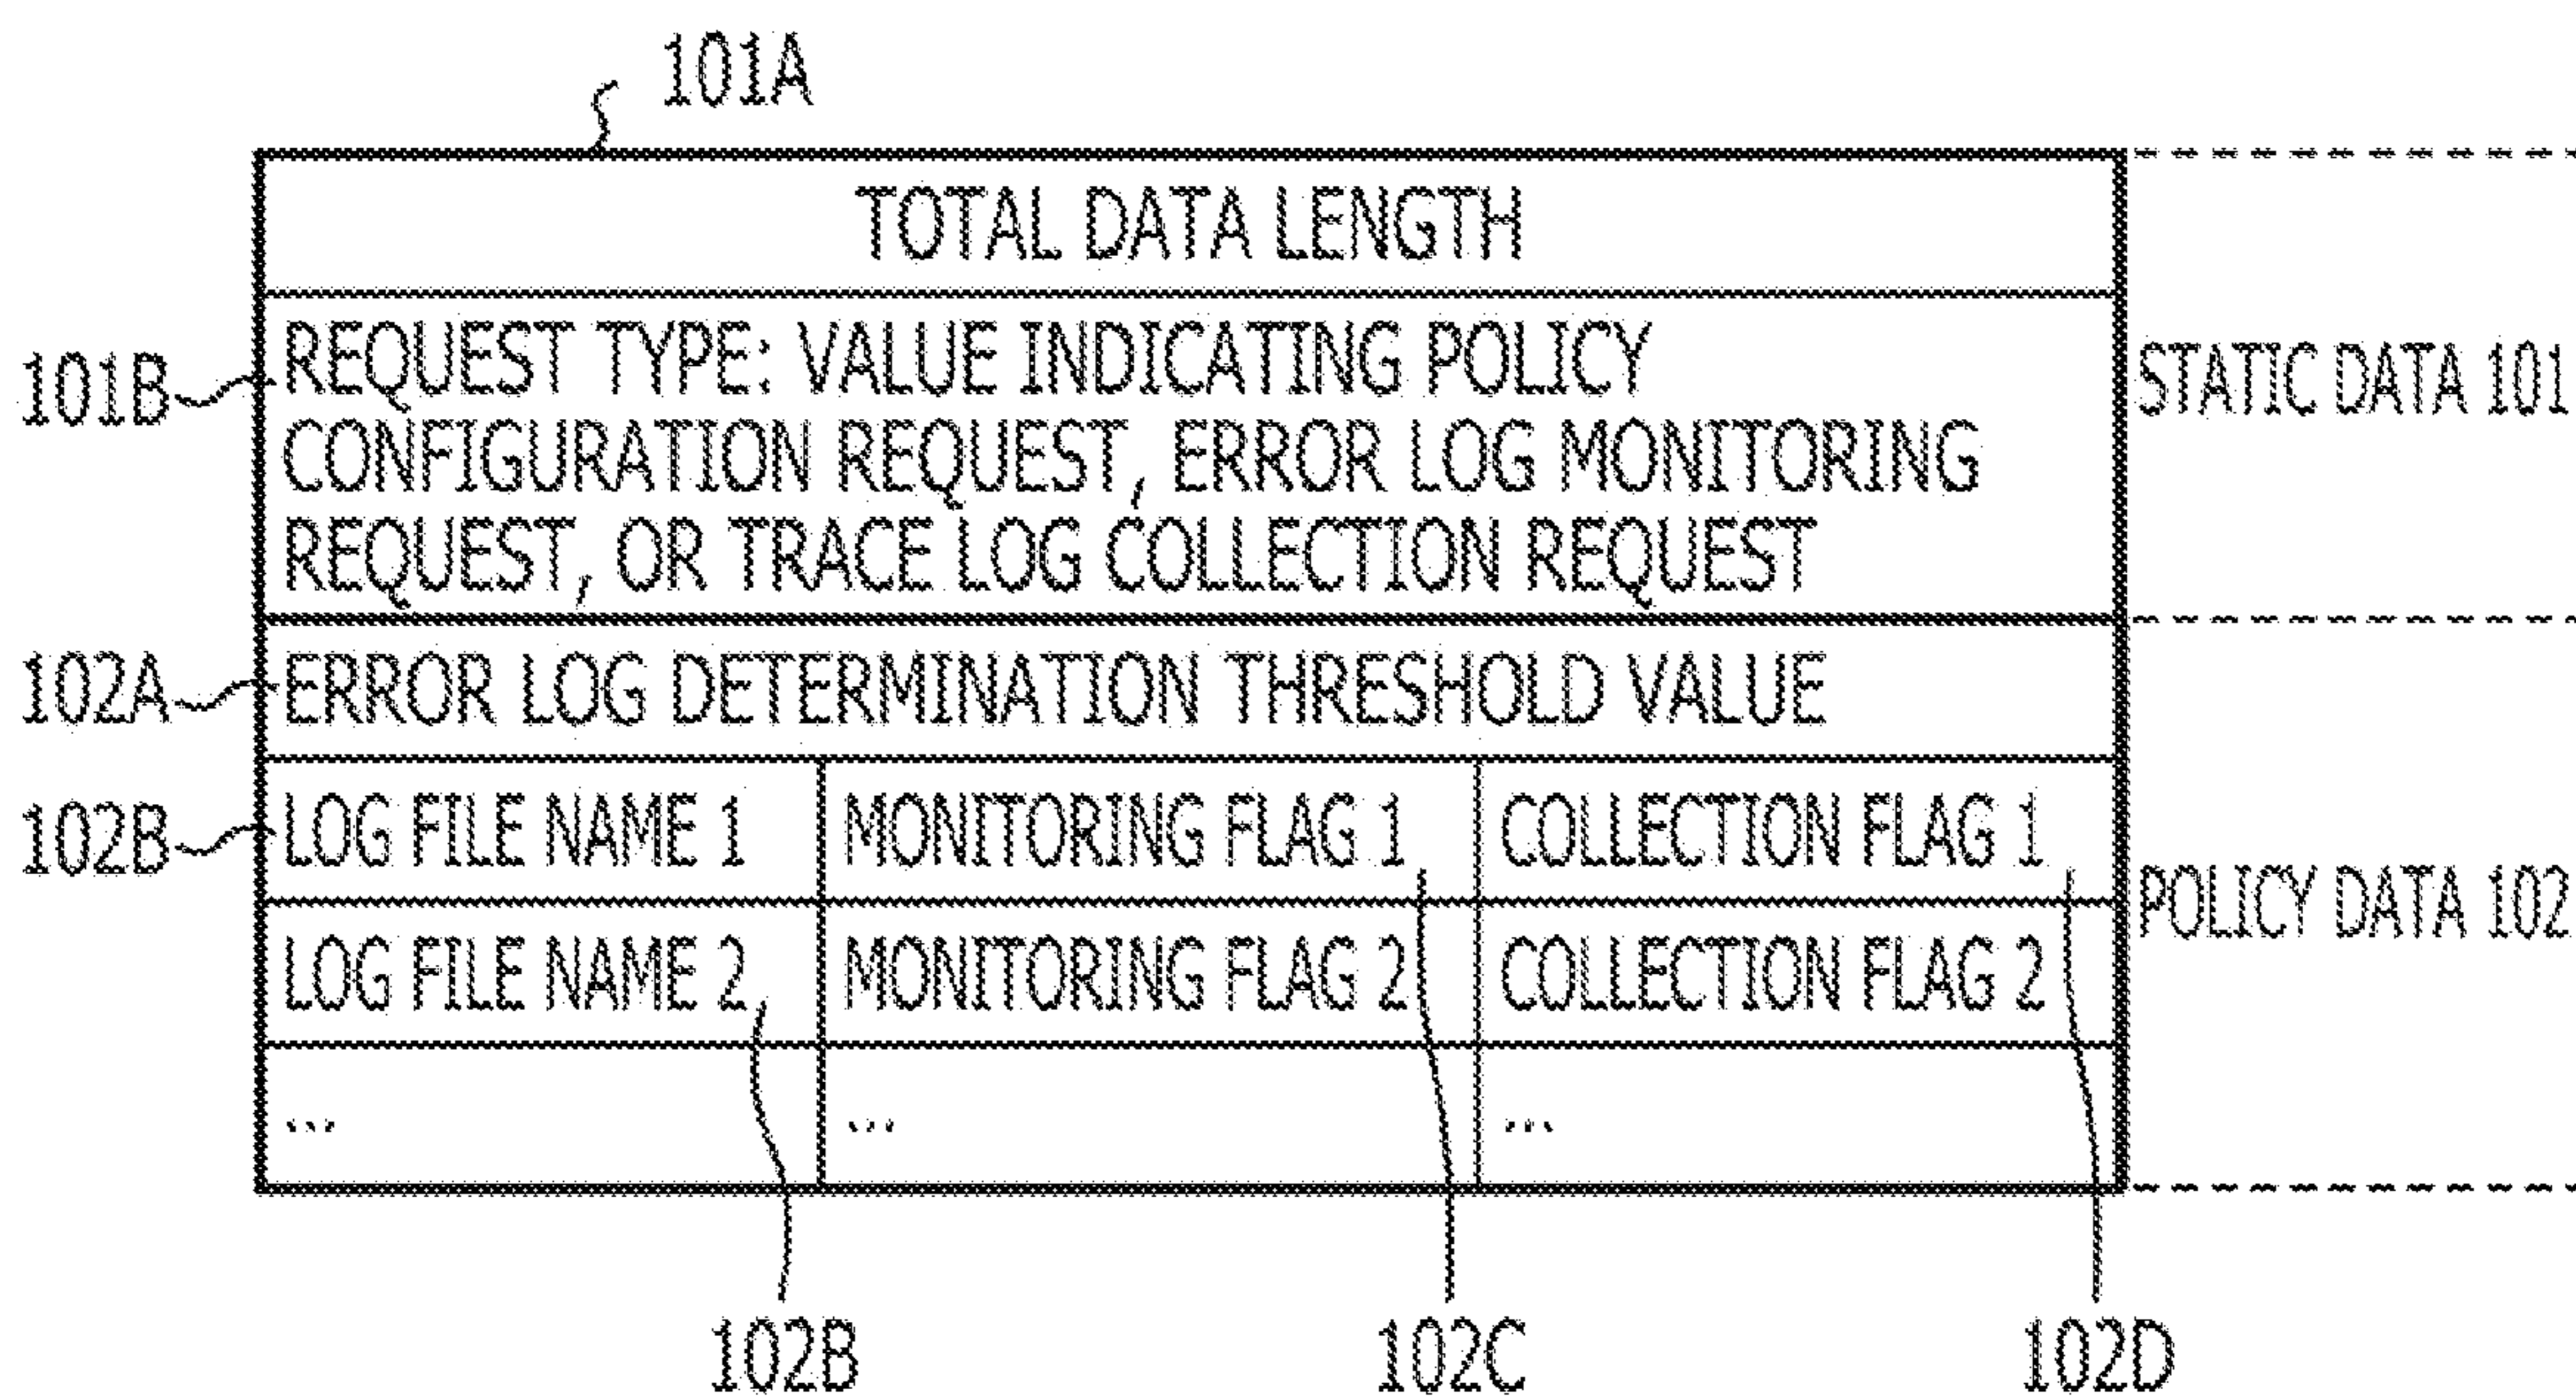 101A
TOTAL DATA LENGTH
101B
REQUEST TYPE: VALUE INDICATING POLICY
CONFIGURATION REQUEST, ERROR LOG MONITORING
REQUEST, OR TRACE LOG COLLECTION REQUEST
STATIC DATA 101
102A
ERROR LOG DETERMINATION THRESHOLD VALUE
102B
LOG FILE NAME 1
MONITORING FLAG 1
COLLECTION FLAG 1
POLICY DATA 102
LOG FILE NAME 2
MONITORING FLAG 2
COLLECTION FLAG 2
...
...
...
102B
102C
102D